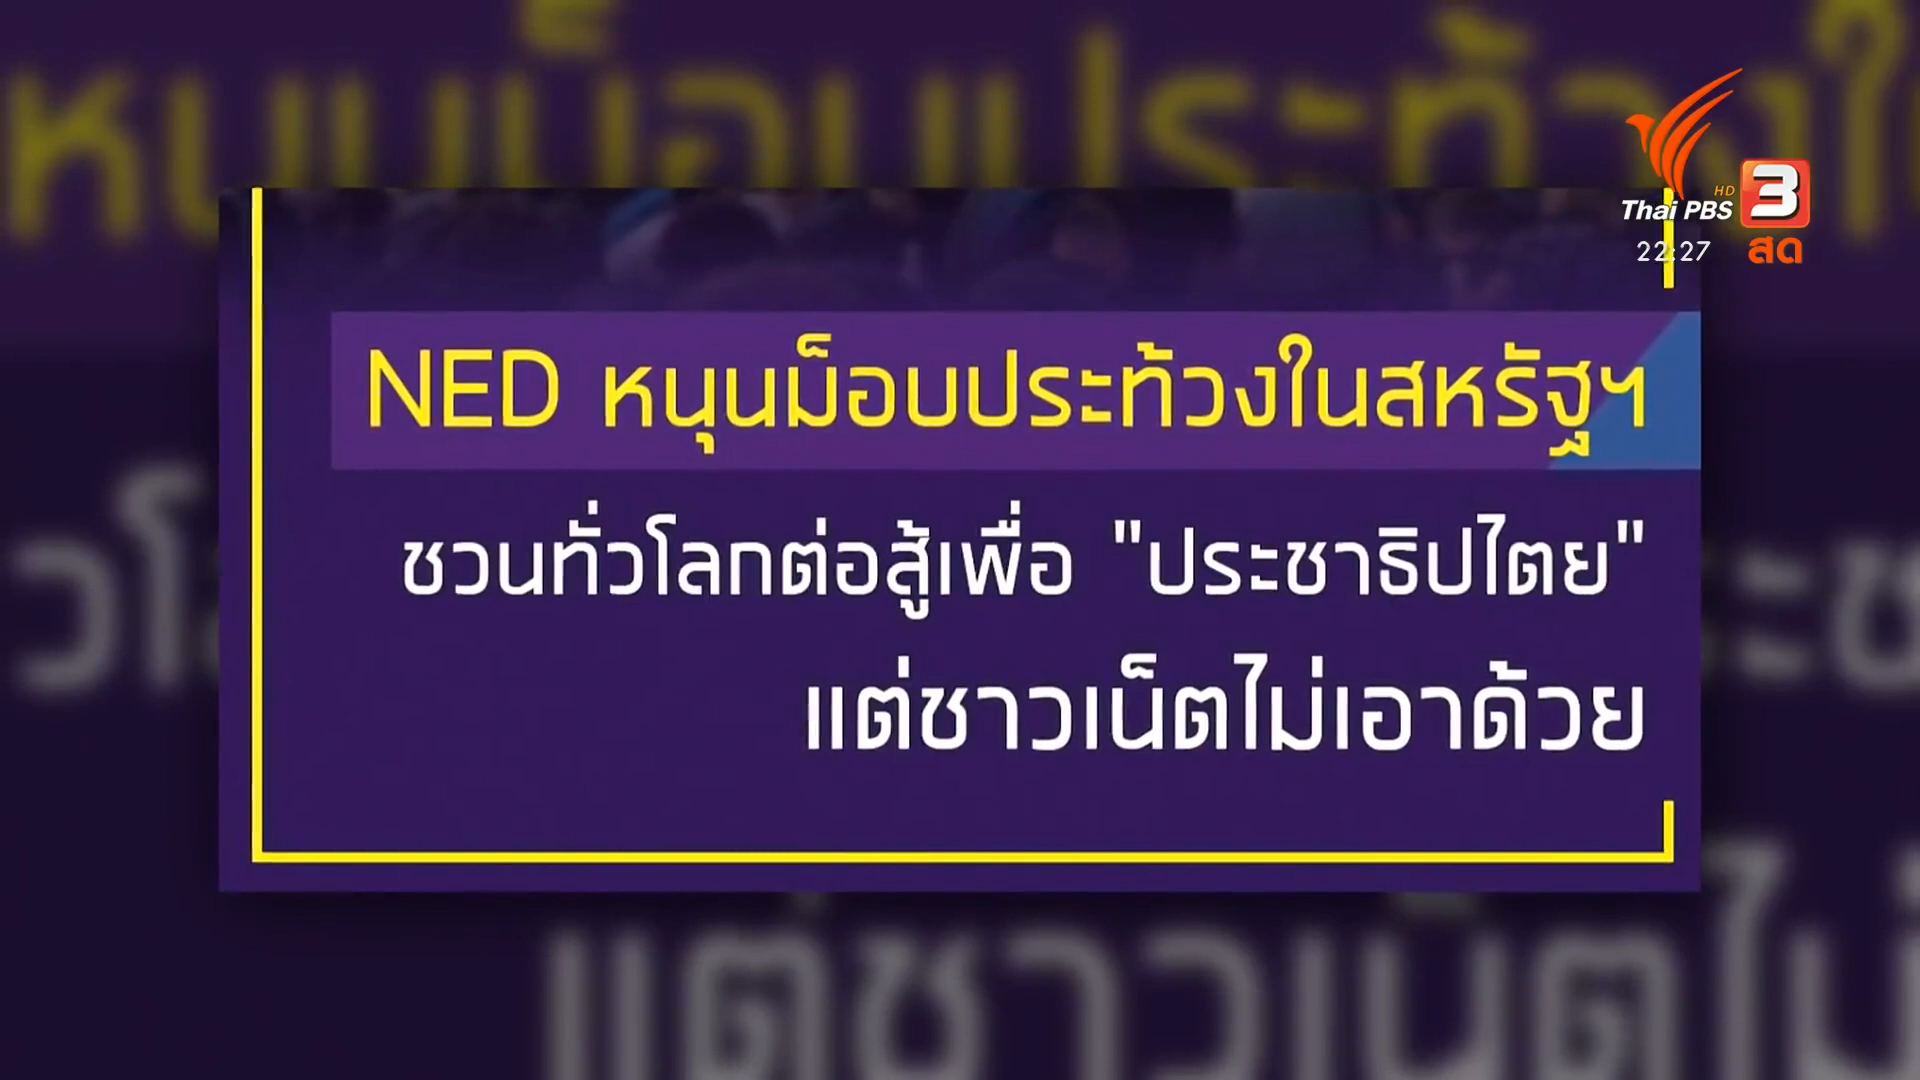 HD
Thai PBS 3
22:27 สด
NED หนุนม็อบประท้วงในสหรัฐฯ
ชวนทั่วโลกต่อสู้เพื่อ "ประชาธิปไตย"
แต่ชาวเน็ตไม่เอาด้วย